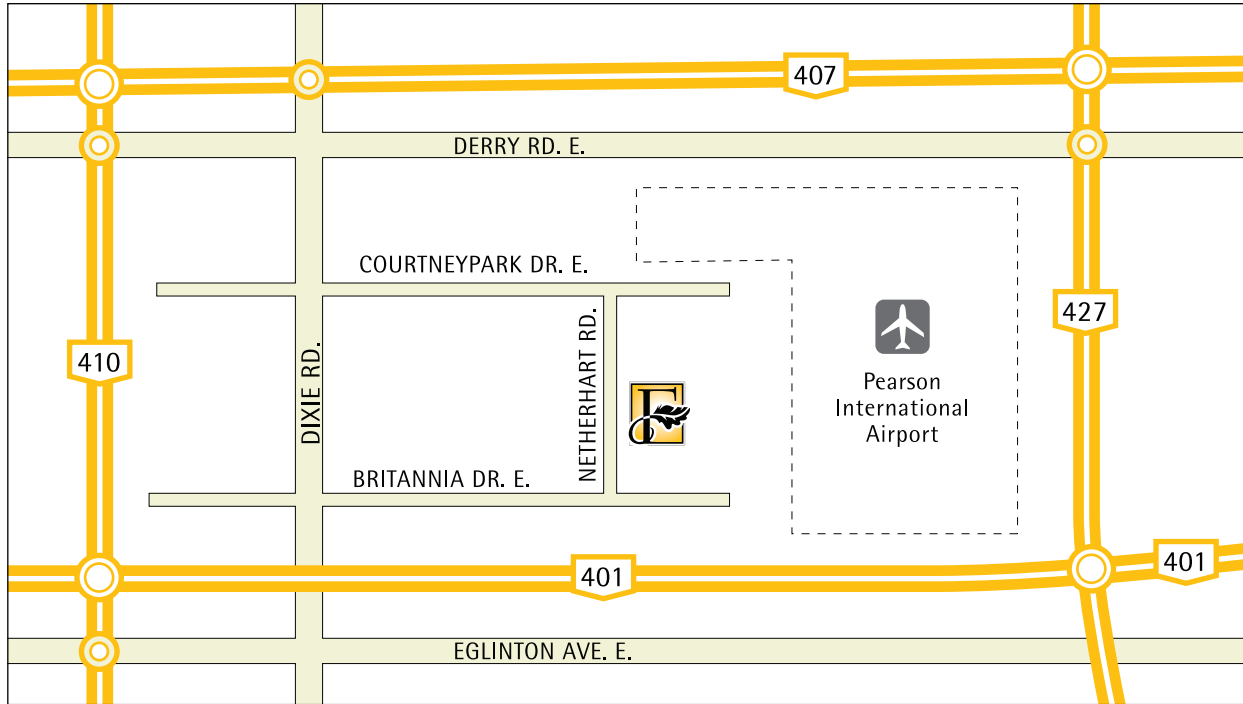 407
DERRY RD. E.
COURTNEYPARK DR. E.
427
NETHERHART RD.
410
DIXIE RD.
Pearson
International
Airport
F
BRITANNIA DR. E.
401
401
EGLINTON AVE. E.